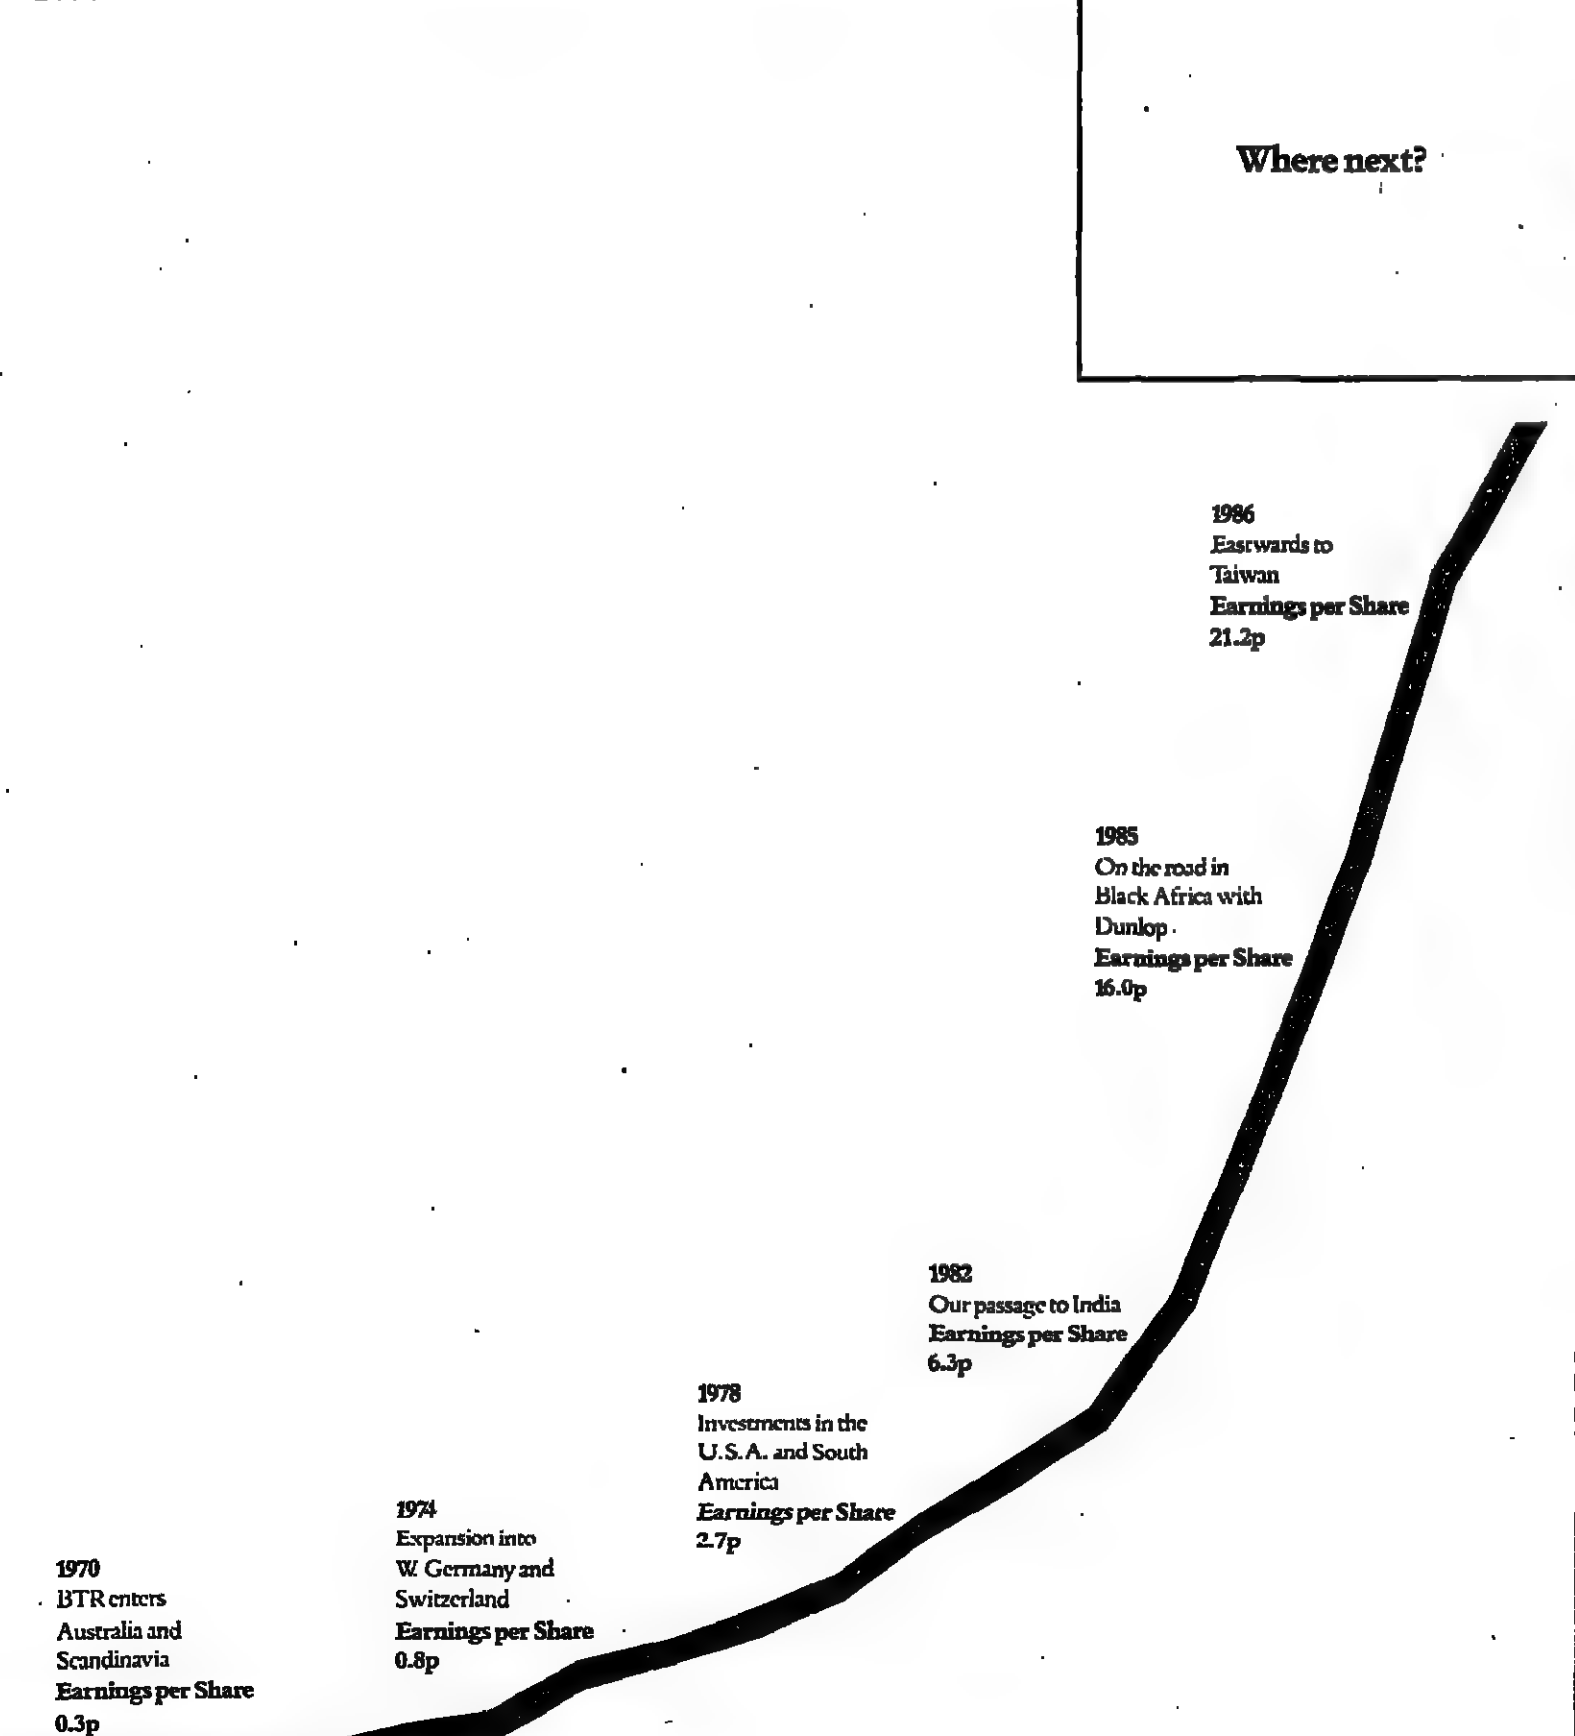 Where next?
1986
Eastwards to
Taiwan
Earnings per Share
21.2p
1985
On the road in
Black Africa with
Dunlop
Earnings per Share
16.0p
1982
Our passage to India
Earnings per Share
6.3p
1978
Investments in the
U.S.A. and South
America
Earnings per Share
2.7p
1974
Expansion into
W. Germany and
Switzerland
Earnings per Share
0.8p
1970
BTR enters
Australia and
Scandinavia
Earnings per Share
0.3p